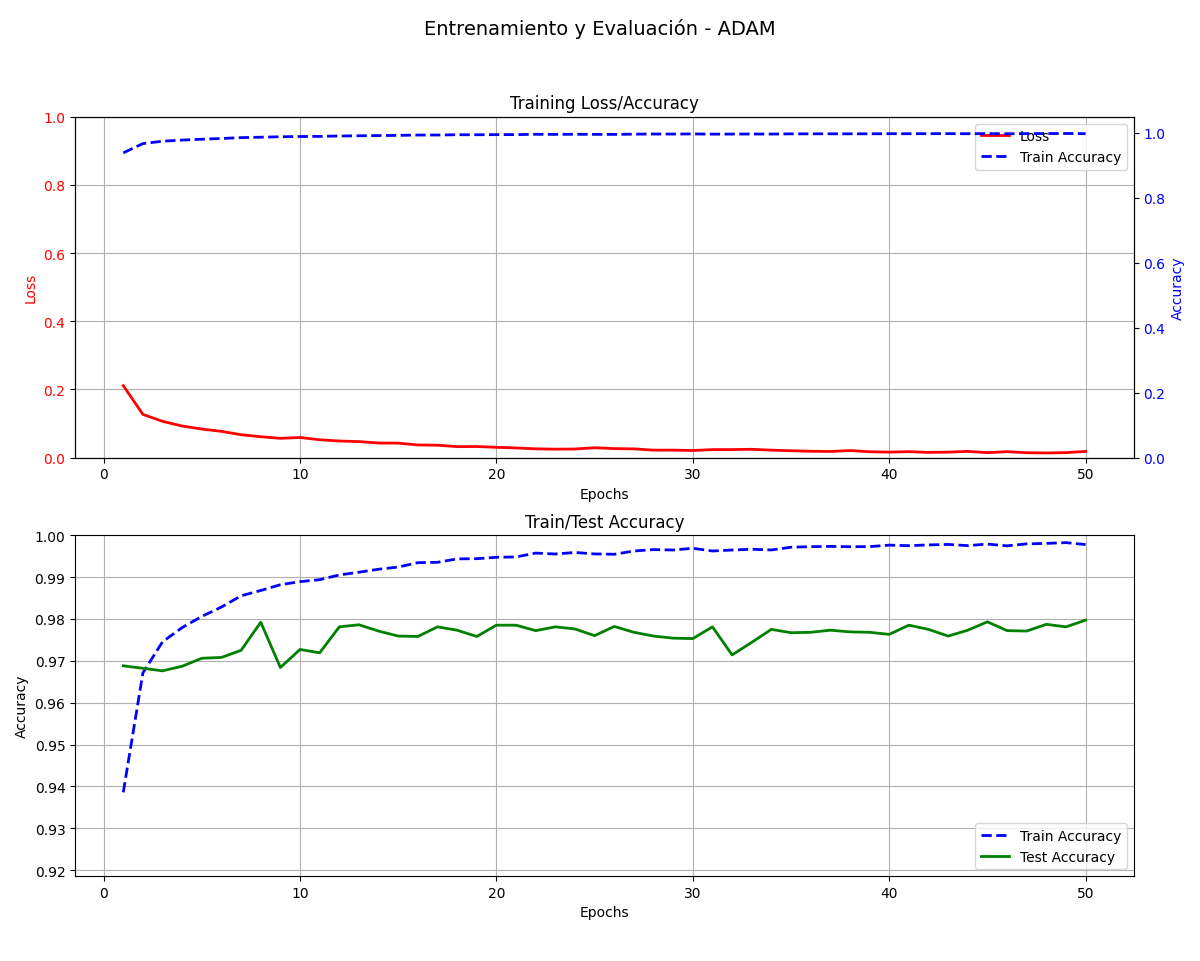 Entrenamiento y Evaluación - ADAM
Training Loss/Accuracy
1.0
0.8
0.6
0.4
0.2
0.0
Loss
1.0
0.8
0.6
0.4
0.2
0.0
Accuracy
Loss
Train Accuracy
0 10 20 30 40 50
Epochs
Train/Test Accuracy
1.00
0.99
0.98
0.97
0.96
0.95
0.94
0.93
0.92
Accuracy
Train Accuracy
Test Accuracy
0 10 20 30 40 50
Epochs